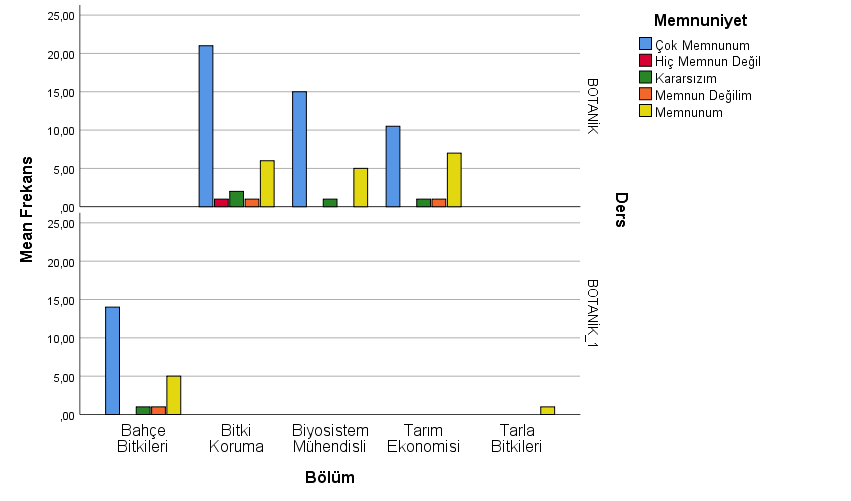 Memnuniyet
Çok Memnunum
Hiç Memnun Değil
Kararsızım
Memnun Değilim
Memnunum
Mean Frekans
25,00
20,00
15,00
10,00
5,00
,00
BOTANİK
25,00
20,00
15,00
10,00
5,00
,00
BOTANİK_1
Ders
Bahçe
Bitkileri
Bitki
Koruma
Biyosistem
Mühendisli
Tarım
Ekonomisi
Tarla
Bitkileri
Bölüm